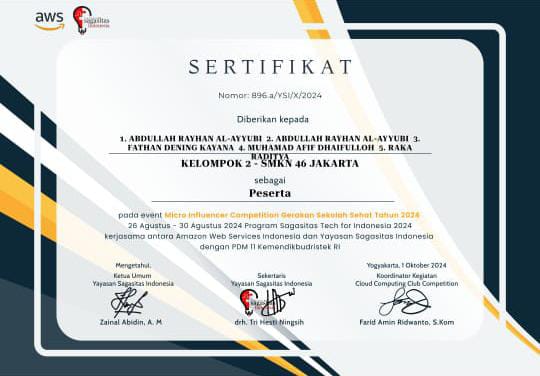 aws
Sagasitas
Indonesia
SERTIFIKAT
Nomor: 896.a/YSI/X/2024
Diberikan kepada
1. ABDULLAH RAYHAN AL-AYYUBI 2. ABDULLAH RAYHAN AL-AYYUBI 3.
FATHAN DENING KAYANA 4. MUHAMAD AFIF DHAIFULLOH 5. RAKA
RADITYA
KELOMPOK 2 - SMKN 46 JAKARTA
sebagai
Peserta
pada event Micro Influencer Competition Gerakan Sekolah Sehat Tahun 2024
26 Agustus - 30 Agustus 2024 Program Sagasitas Tech for Indonesia 2024
kerjasama antara Amazon Web Services Indonesia dan Yayasan Sagasitas Indonesia
dengan PDM 11 Kemendikbudristek RI
Mengetahui,
Ketua Umum
Yayasan Sagasitas Indonesia
Zainal Abidin, A. M
Sekertaris
Yayasan Sagasitas Indonesia
Sagasitas
Indonesia
drh. Tri Hesti Ningsih
Yogyakarta, 1 Oktober 2024
Koordinator Kegiatan
Cloud Computing Club Competition
Farid Amin Ridwanto, S.Kom